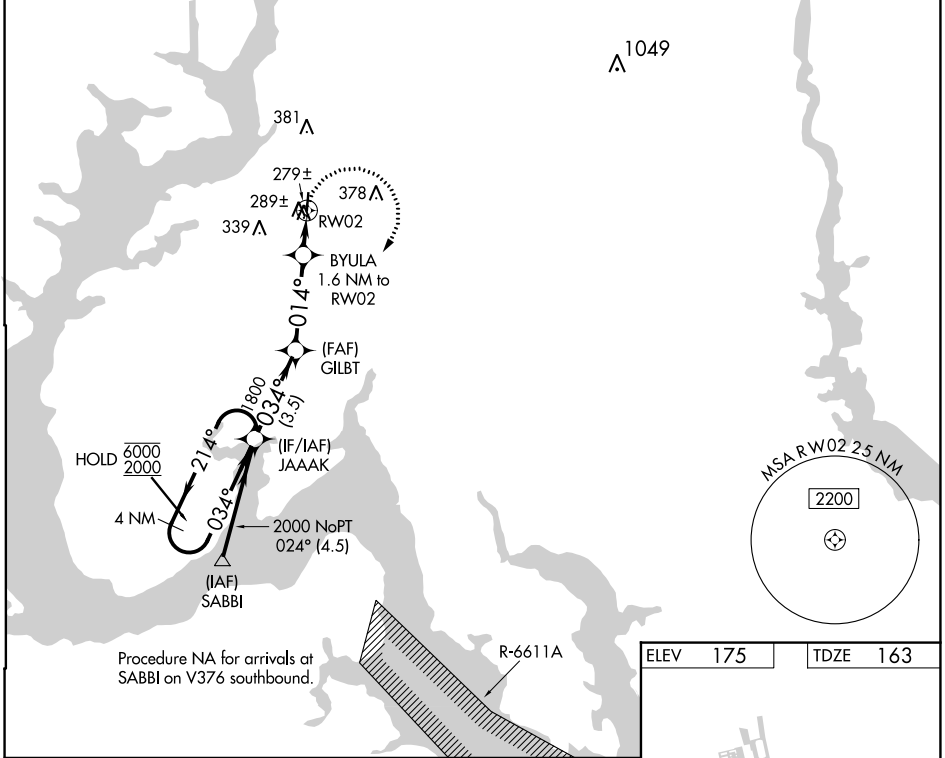 1049
381
279±
289±
378
339
RW02
BYULA
1.6 NM to
RW02
014°
(FAF)
GILBT
1800
034°
(3.5)
(IF/IAF)
JAAAK
214°
HOLD 6000
2000
034°
4 NM
2000 NoPT
024° (4.5)
(IAF)
SABBI
MSA RW02 25 NM
2200
Procedure NA for arrivals at
SABBI on V376 southbound.
R-6611A
ELEV 175 TDZE 163